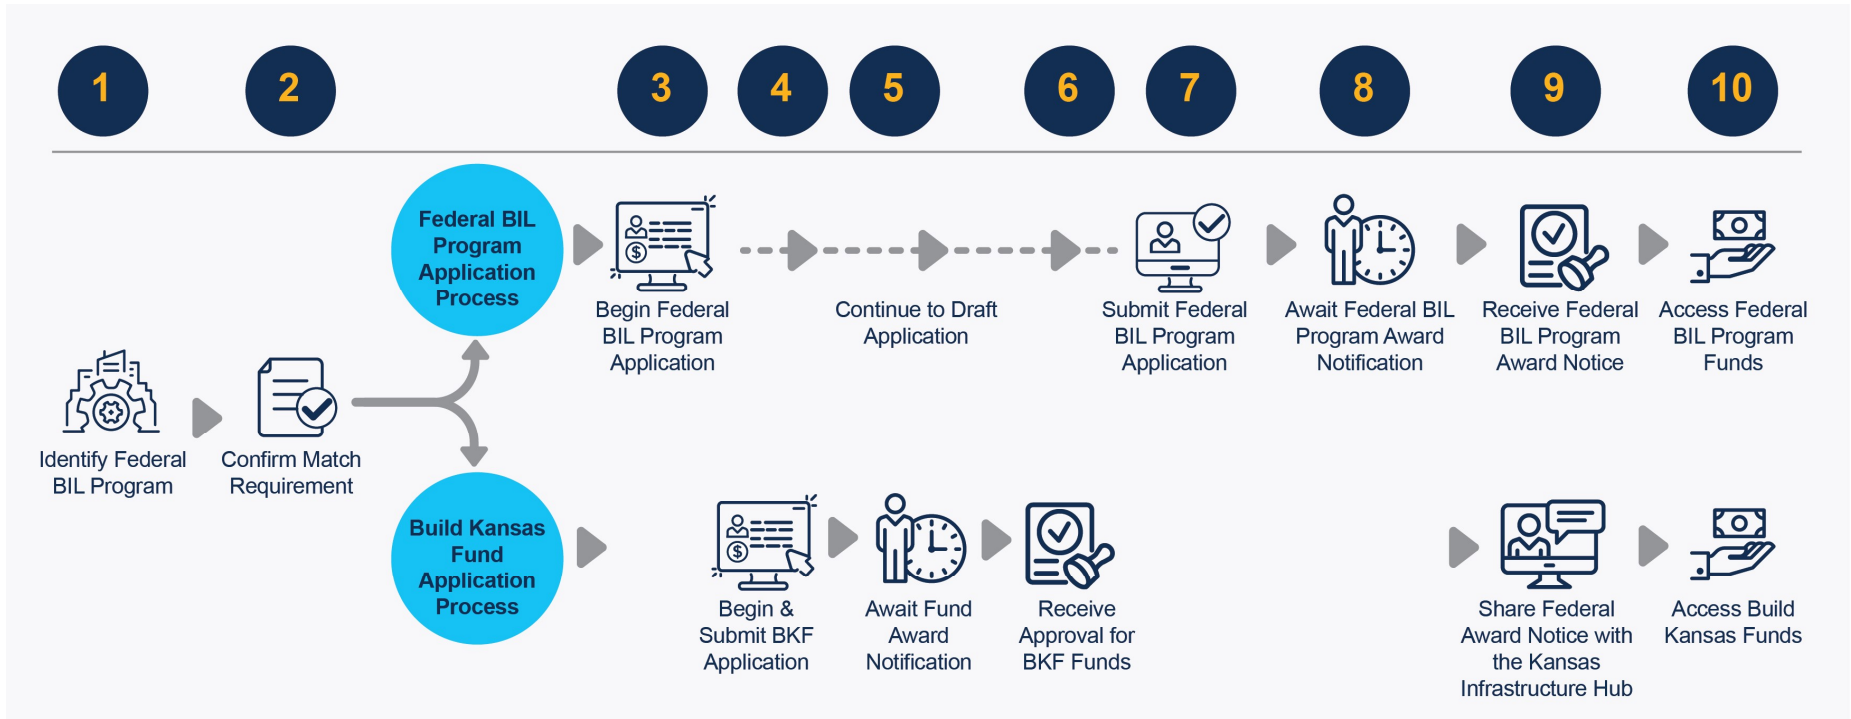 1
2
3
4
5
6
7
8
9
10
Federal BIL
Program
Application
Process
Begin Federal
BIL Program
Application
Continue to Draft
Application
Submit Federal
BIL Program
Application
Await Federal BIL
Program Award
Notification
Receive Federal
BIL Program
Award Notice
Access Federal
BIL Program
Funds
Identify Federal
BIL Program
Confirm Match
Requirement
Build Kansas
Fund
Application
Process
Begin &
Submit BKF
Application
Await Fund
Award
Notification
Receive
Approval for
BKF Funds
Share Federal
Award Notice with
the Kansas
Infrastructure Hub
Access Build
Kansas Funds